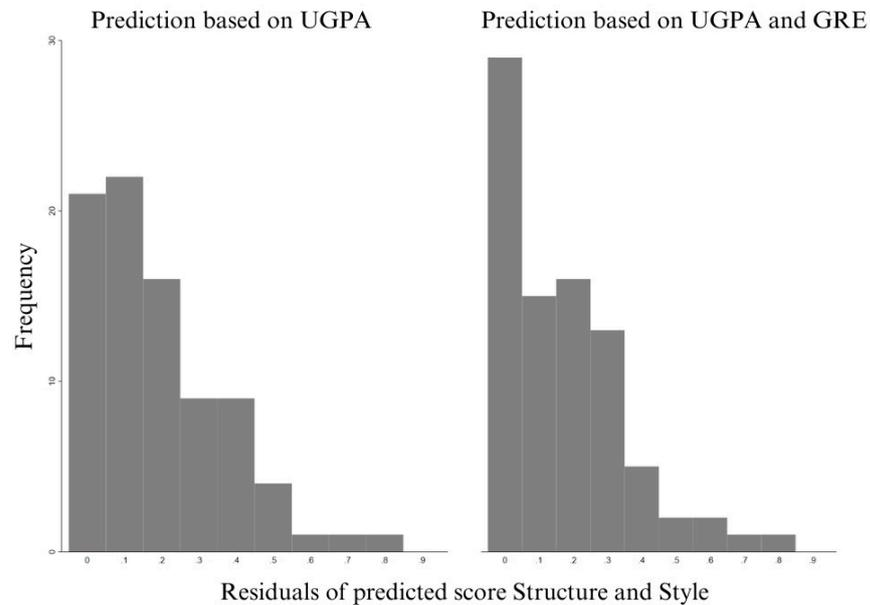 Prediction based on UGPA
Prediction based on UGPA and GRE
Frequency
30
20
10
0
0 .1 .2 .3 .4 .5 .6 .7 .8 .9
0 .1 .2 .3 .4 .5 .6 .7 .8 .9
Residuals of predicted score Structure and Style